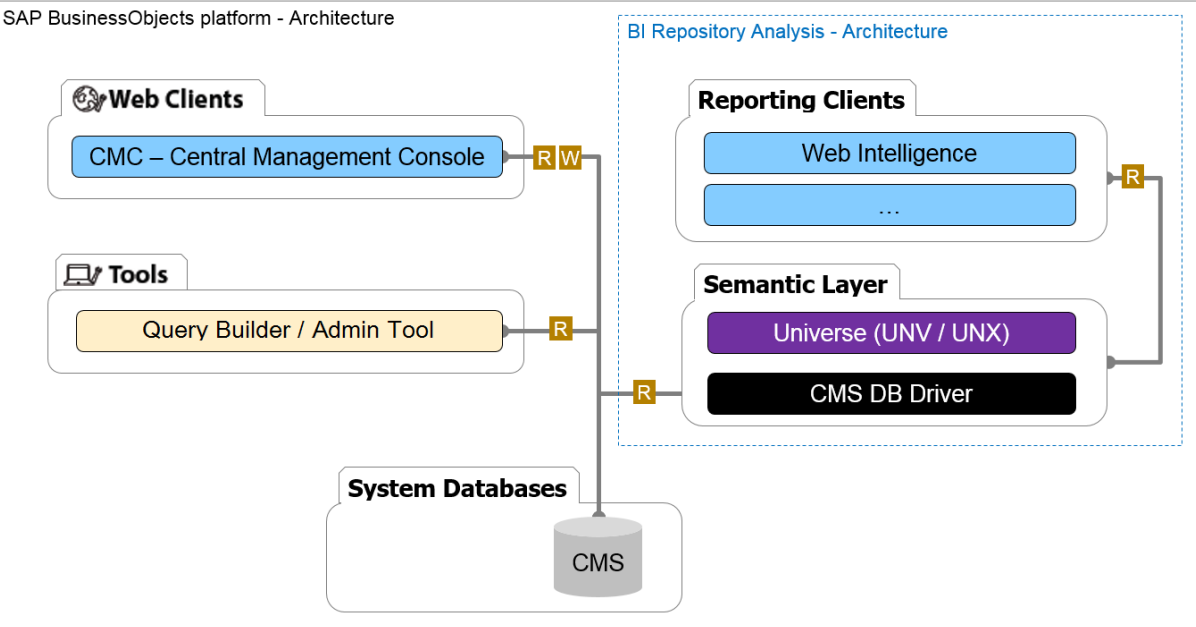 SAP BusinessObjects platform - Architecture
BI Repository Analysis - Architecture
Web Clients
CMC – Central Management Console
R W
Tools
Query Builder / Admin Tool
R
Reporting Clients
Web Intelligence
...
R
Semantic Layer
Universe (UNV / UNX)
CMS DB Driver
R
System Databases
CMS